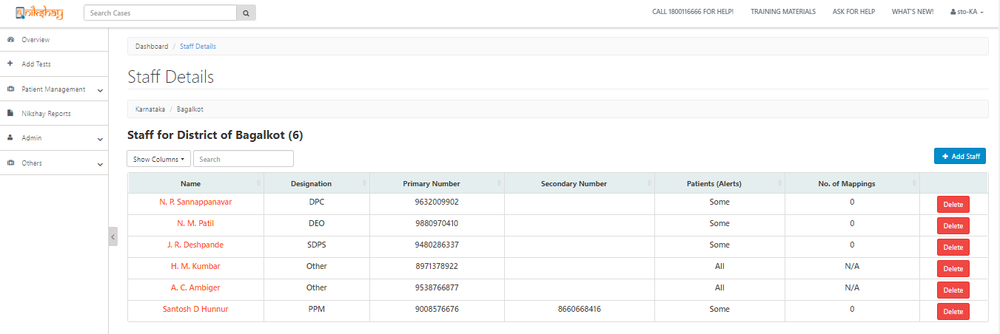 nikshay Search Cases CALL 1800116666 FOR HELP! TRAINING MATERIALS ASK FOR HELP WHAT'S NEW! sto-KA
Overview
Add Tests
Patient Management
Nikshay Reports
Admin
Others
Dashboard / Staff Details
Staff Details
Karnataka / Bagalkot
Staff for District of Bagalkot (6)
Show Columns Search + Add Staff
Name Designation Primary Number Secondary Number Patients (Alerts) No. of Mappings
N. P. Sannappanavar DPC 9632009902 Some 0 Delete
N. M. Patil DEO 9880970410 Some 0 Delete
J. R. Deshpande SDPS 9480286337 Some 0 Delete
H. M. Kumbar Other 8971378922 All N/A Delete
A. C. Ambiger Other 9538766877 All N/A Delete
Santosh D Hunnur PPM 9008576676 8660668416 Some 0 Delete